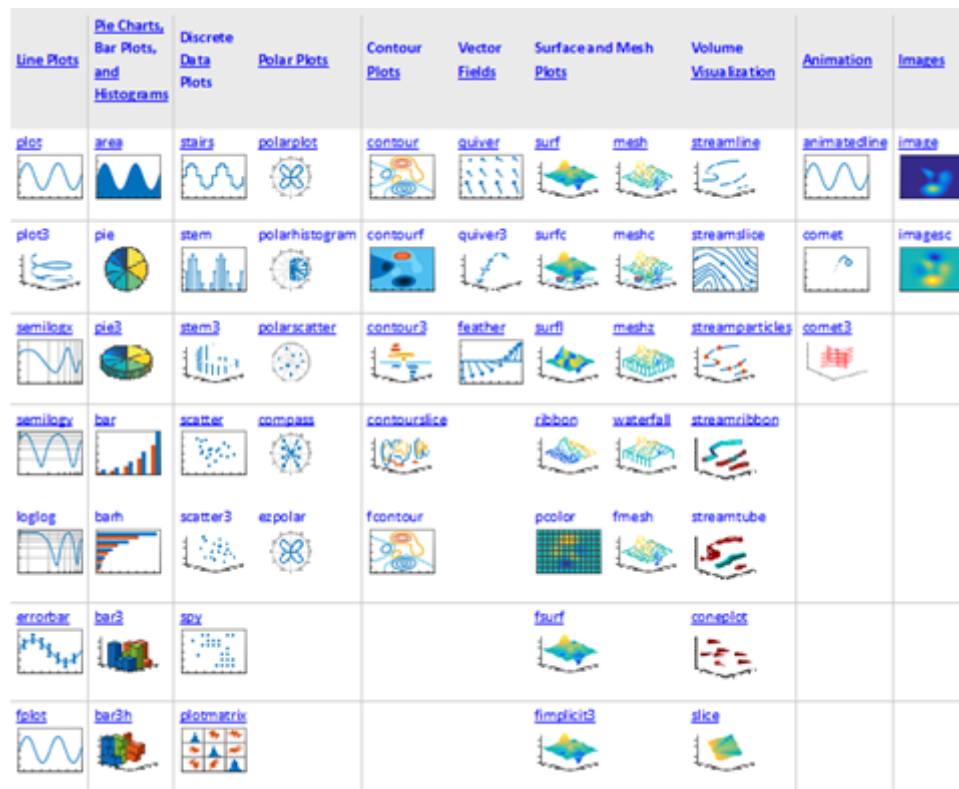 Line Plots
Pie Charts,
Bar Plots,
and
Histograms
Discrete
Data
Plots
Polar Plots
Contour
Plots
Vector
Fields
Surface and Mesh
Plots
Volume
Visualization
Animation
Images
plot area stairs polarplot contour quiver surf mesh streamline animatedline image
plot3 pie stem polarhistogram contourf quiver3 surfc meshc streamslice comet imagesc
semilogx pie3 stem3 polarscatter contour3 feather surfl meshz streamparticles comet3
semilogy bar scatter compass contourslice ribbon waterfall streamribbon
loglog barh scatter3 ezpolar fcontour pcolor fmesh streamtube
errorbar bar3 spy fsurf coneplot
fplot bar3h plotmatrix fimplicit3 slice